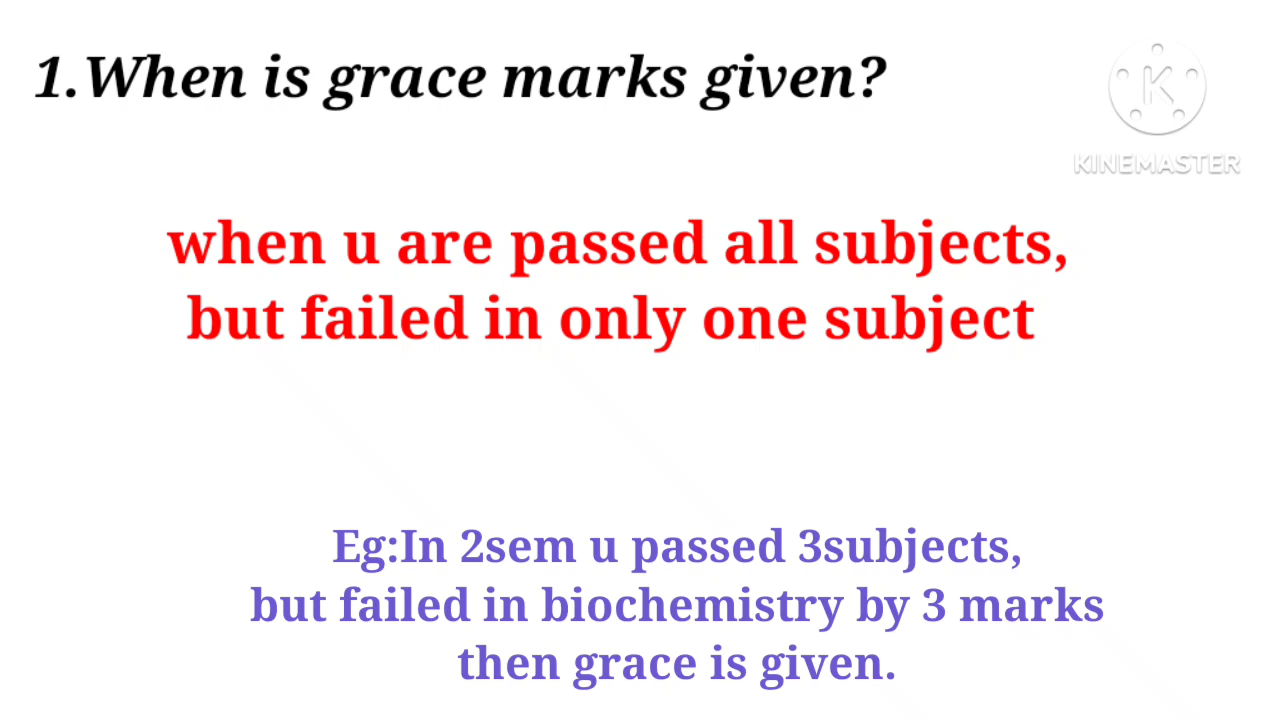 1.When is grace marks given?
KINEMASTER
when u are passed all subjects,
but failed in only one subject
Eg:In 2sem u passed 3subjects,
but failed in biochemistry by 3 marks
then grace is given.